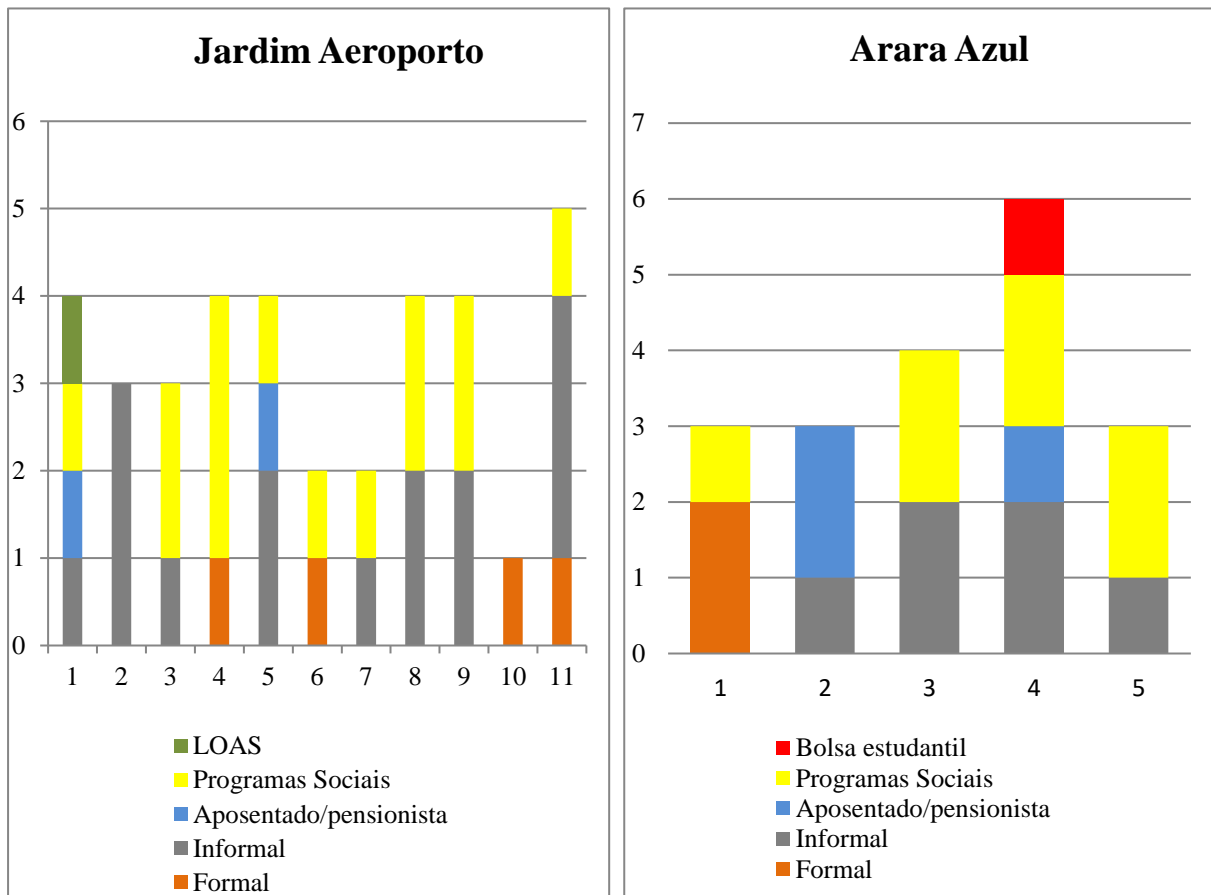 Jardim Aeroporto
6
5
4
3
2
1
0
1 2 3 4 5 6 7 8 9 10 11
LOAS
Programas Sociais
Aposentado/pensionista
Informal
Formal
Arara Azul
7
6
5
4
3
2
1
0
1 2 3 4 5
Bolsa estudantil
Programas Sociais
Aposentado/pensionista
Informal
Formal